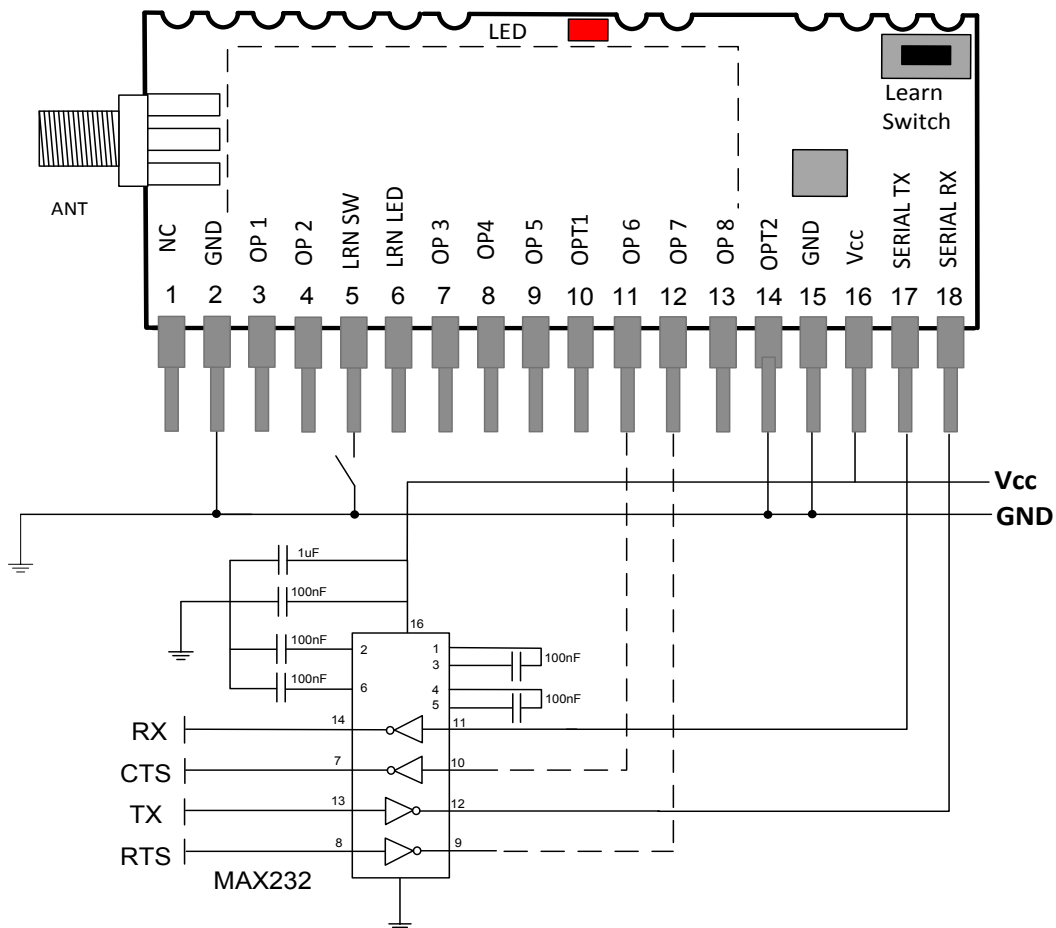 LED
Learn
Switch
ANT
NC
GND
OP 1
OP 2
LRN SW
LRN LED
OP 3
OP4
OP 5
OPT1
OP 6
OP 7
OP 8
OPT2
GND
Vcc
SERIAL TX
SERIAL RX
1 2 3 4 5 6 7 8 9 10 11 12 13 14 15 16 17 18
Vcc
GND
1uF
100nF
16
100nF
2
1
3
100nF
100nF
6
4
5
100nF
RX
14
11
CTS
7
10
TX
13
12
RTS
8
9
MAX232